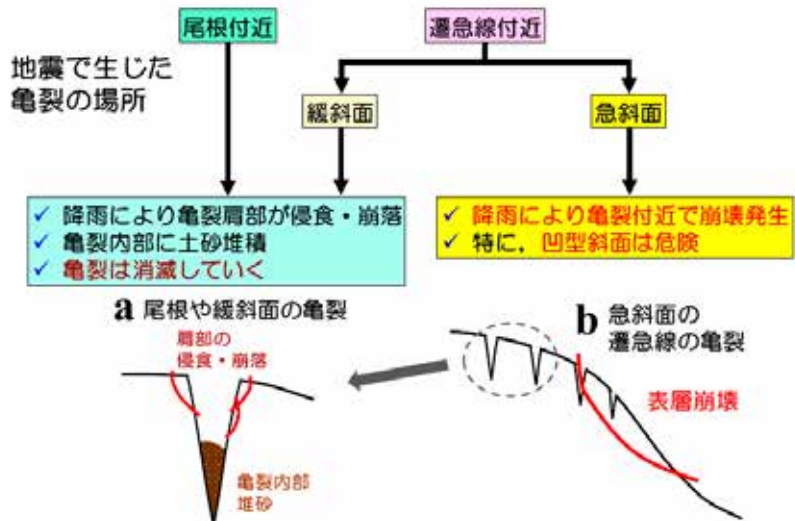 尾根付近
遷急線付近
地震で生じた
亀裂の場所
緩斜面
急斜面
✓ 降雨により亀裂肩部が侵食・崩落
✓ 亀裂内部に土砂堆積
✓ 亀裂は消滅していく
✓ 降雨により亀裂付近で崩壊発生
✓ 特に，凹型斜面は危険
a 尾根や緩斜面の亀裂
肩部の
侵食・崩落
亀裂内部
堆砂
b 急斜面の
遷急線の亀裂
表層崩壊